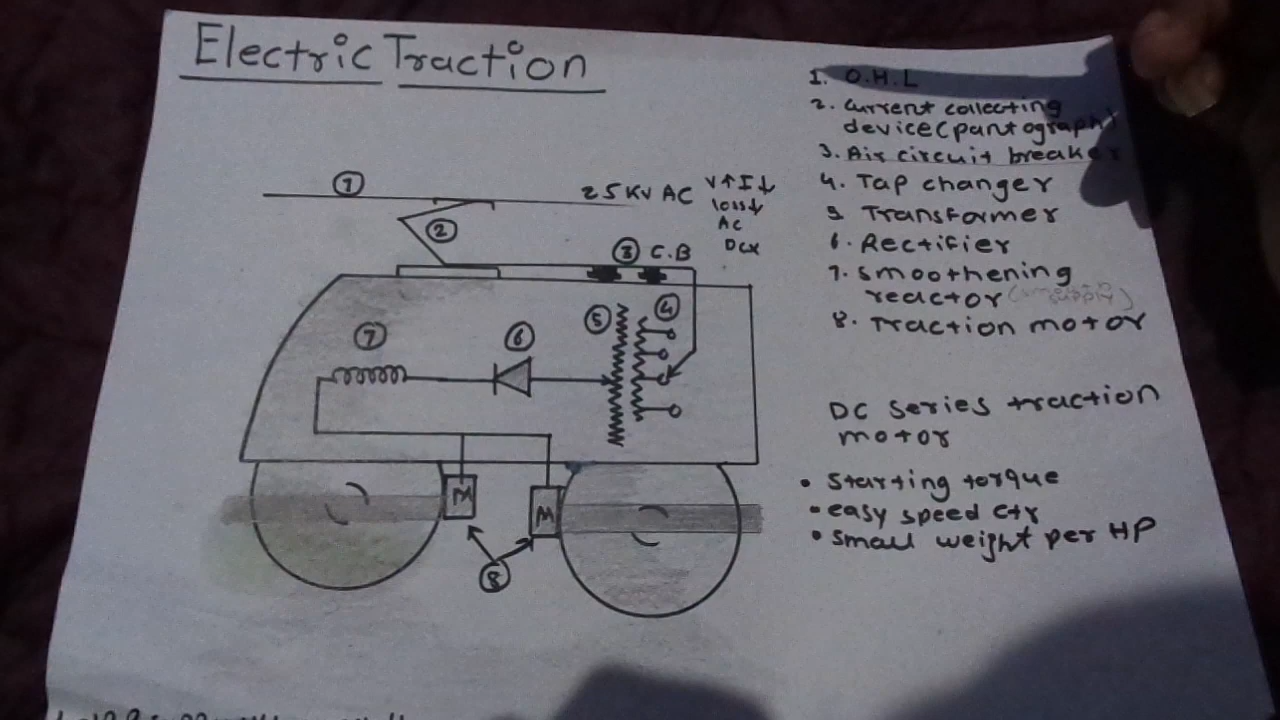 Electric Traction
1. O.H.L
2. Current collecting
device (pantograph)
3. Air circuit breaker
4. Tap changer
5 Transformer
6. Rectifier
7. smoothening
reactor
8. Traction motor
1
25 KV AC
V↑I↓
loss↓
AC
DCx
2
3 C.B
5
4
7
6
M
M
8
DC series traction
motor
• starting torque
• easy speed ctr
• small weight per HP